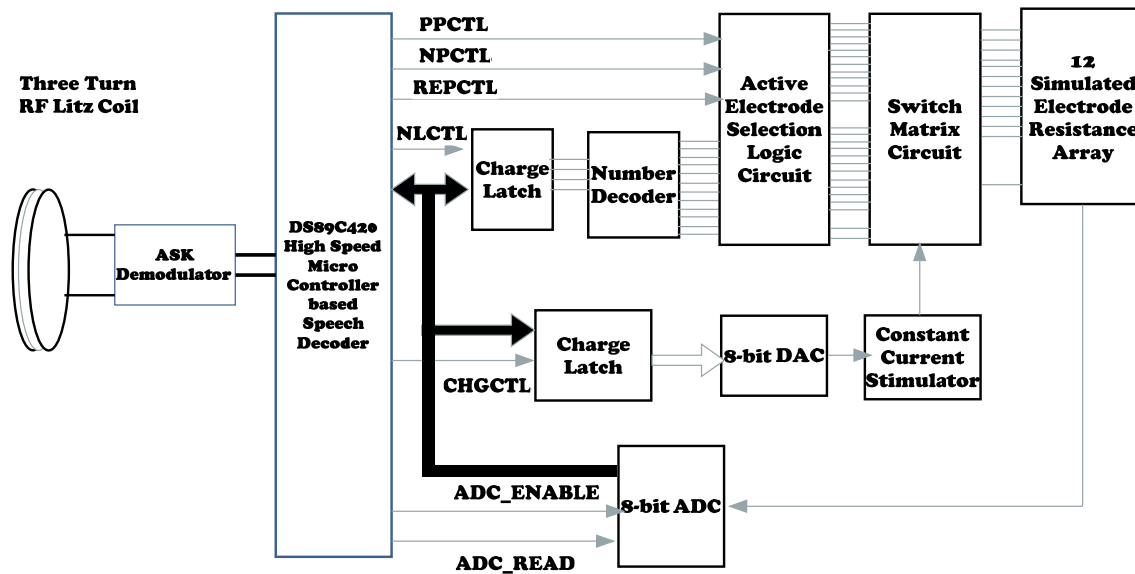 Three Turn
RF Litz Coil
ASK
Demodulator
DS89C420
High Speed
Micro
Controller
based
Speech
Decoder
PPCTL
NPCTL
REPCTL
NLCTL
Charge
Latch
Number
Decoder
Active
Electrode
Selection
Logic
Circuit
Switch
Matrix
Circuit
12
Simulated
Electrode
Resistance
Array
CHGCTL
Charge
Latch
8-bit DAC
Constant
Current
Stimulator
ADC_ENABLE
8-bit ADC
ADC_READ